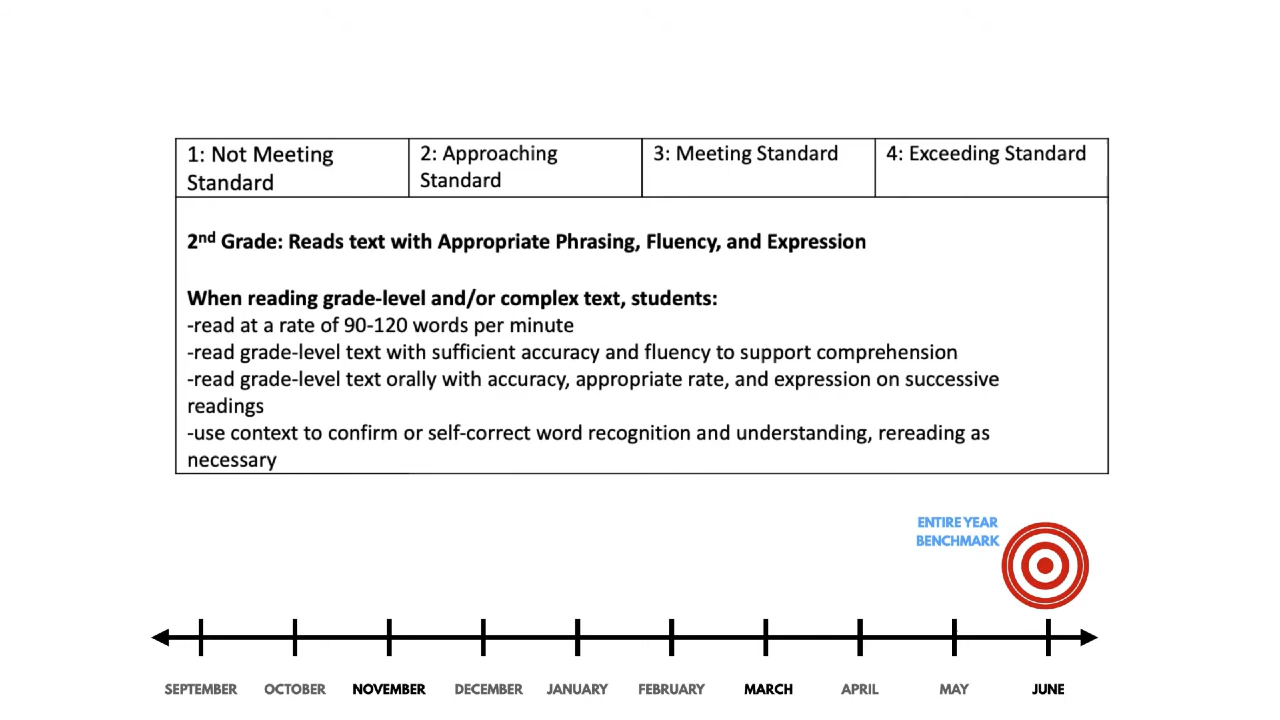 1: Not Meeting
Standard
2: Approaching
Standard
3: Meeting Standard
4: Exceeding Standard
2nd Grade: Reads text with Appropriate Phrasing, Fluency, and Expression
When reading grade-level and/or complex text, students:
-read at a rate of 90-120 words per minute
-read grade-level text with sufficient accuracy and fluency to support comprehension
-read grade-level text orally with accuracy, appropriate rate, and expression on successive
readings
-use context to confirm or self-correct word recognition and understanding, rereading as
necessary
ENTIRE YEAR
BENCHMARK
SEPTEMBER OCTOBER NOVEMBER DECEMBER JANUARY FEBRUARY MARCH APRIL MAY JUNE